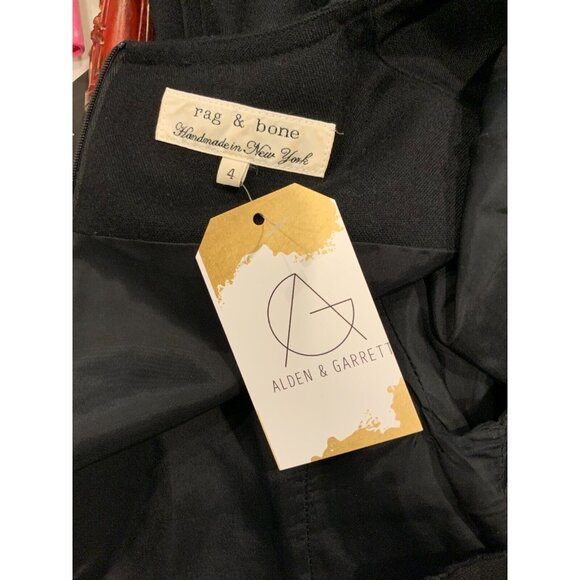 rag & bone
Handmade in New York
4
AG
ALDEN & GARRETT